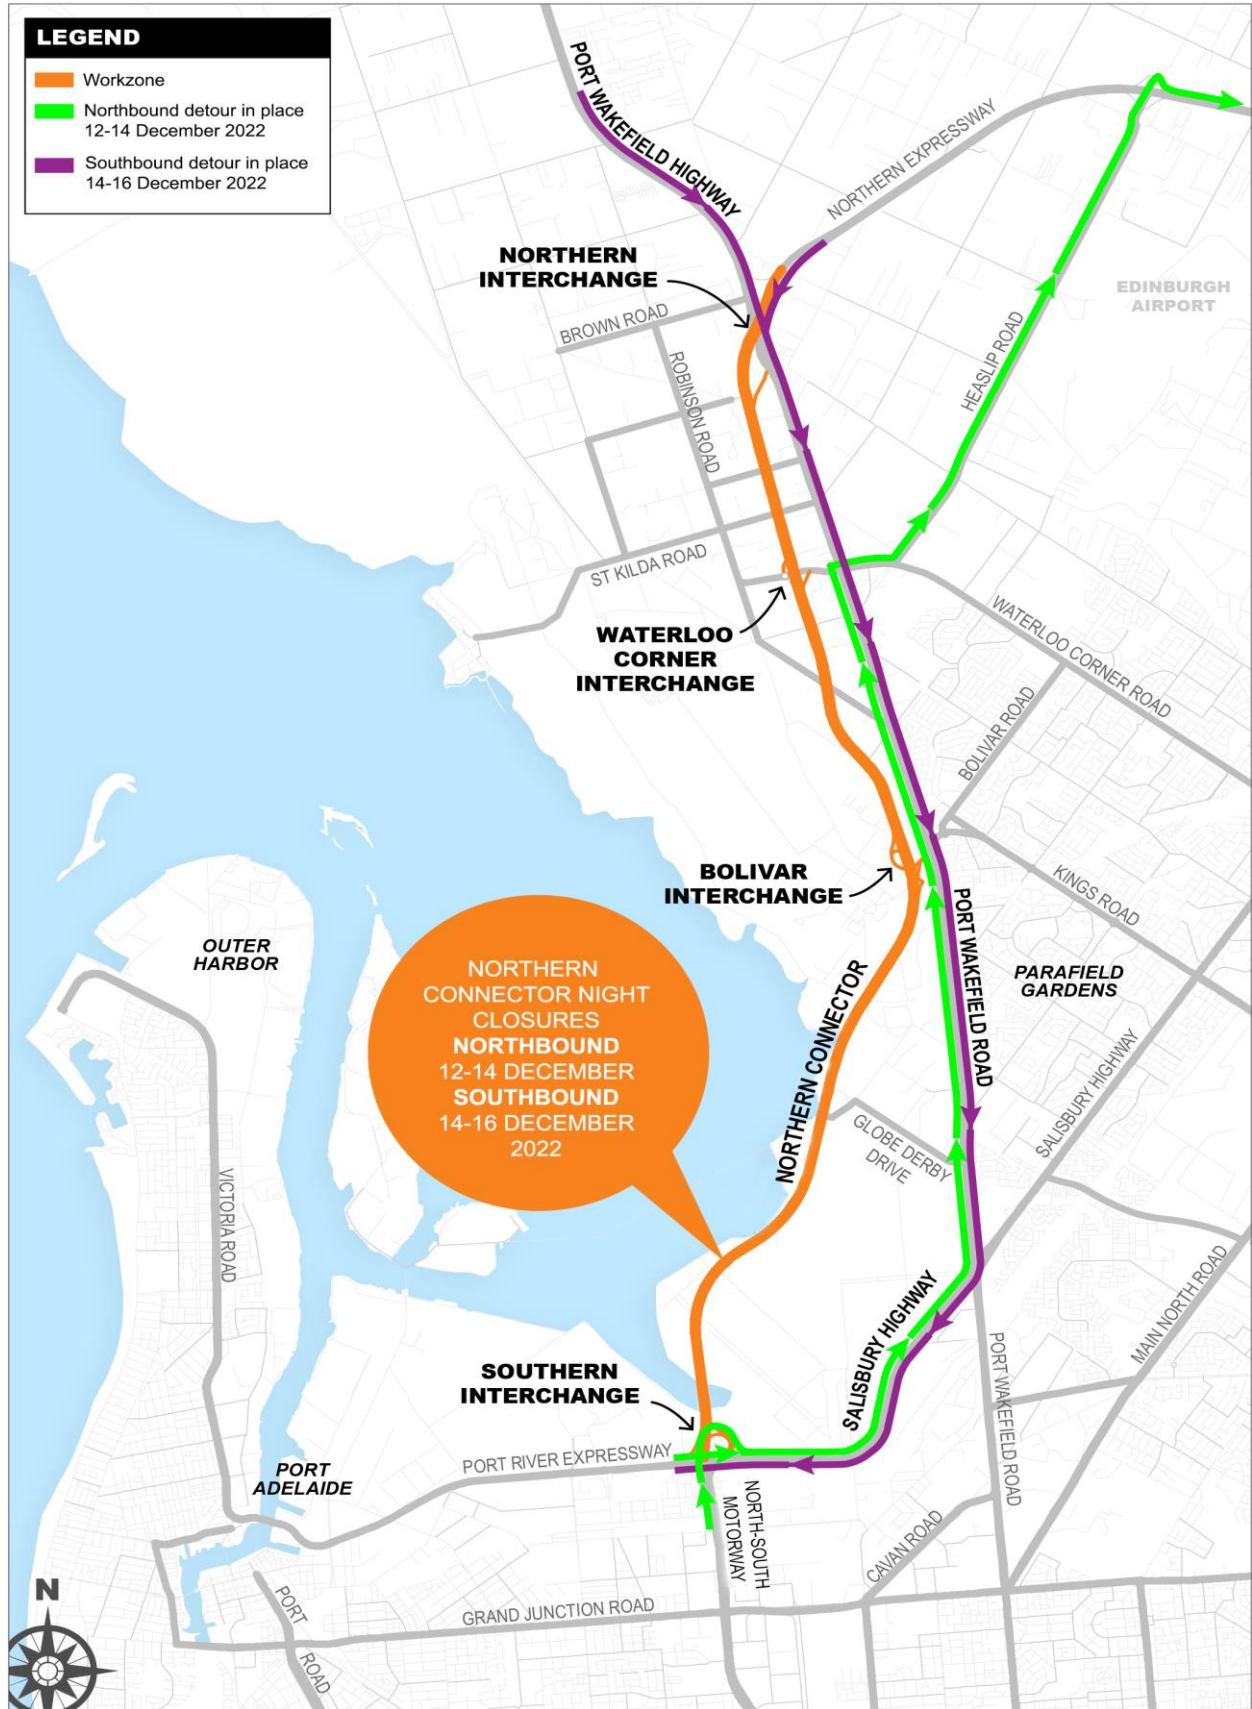 LEGEND
Workzone
Northbound detour in place
12-14 December 2022
Southbound detour in place
14-16 December 2022
PORT WAKEFIELD HIGHWAY
NORTHERN EXPRESSWAY
NORTHERN
INTERCHANGE
EDINBURGH
AIRPORT
BROWN ROAD
ROBINSON ROAD
HEASLIP ROAD
ST KILDA ROAD
WATERLOO
CORNER
INTERCHANGE
WATERLOO CORNER ROAD
BOLIVAR ROAD
BOLIVAR
INTERCHANGE
KINGS ROAD
PORT WAKEFIELD ROAD
OUTER
HARBOR
PARAFIELD
GARDENS
NORTHERN
CONNECTOR NIGHT
CLOSURES
NORTHBOUND
12-14 DECEMBER
SOUTHBOUND
14-16 DECEMBER
2022
NORTHERN CONNECTOR
SALISBURY HIGHWAY
GLOBE DERBY
DRIVE
VICTORIA ROAD
MAIN NORTH ROAD
SALISBURY HIGHWAY
PORT WAKEFIELD ROAD
SOUTHERN
INTERCHANGE
PORT RIVER EXPRESSWAY
PORT
ADELAIDE
NORTH-SOUTH
MOTORWAY
CAVAN ROAD
N
PORT
ROAD
GRAND JUNCTION ROAD